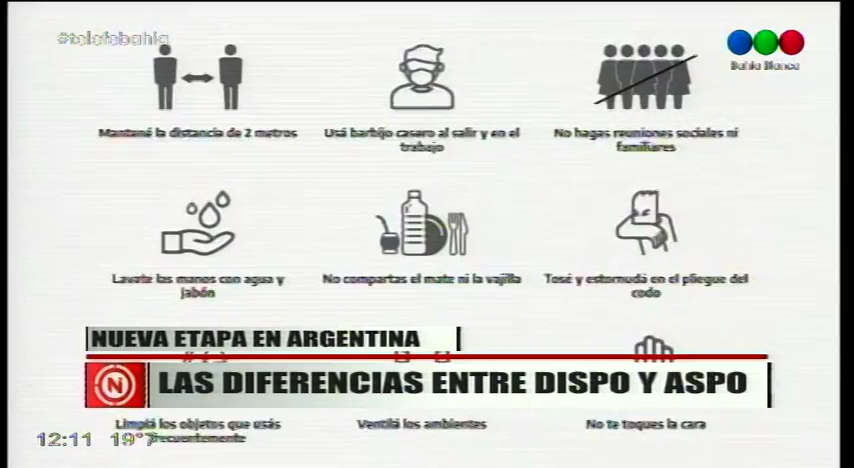 #telefebahia
Bahía Blanca
Mantené la distancia de 2 metros
Usá barbijo casero al salir y en el
trabajo
No hagas reuniones sociales ni
familiares
Lavate las manos con agua y
jabón
No compartas el mate ni la vajilla
Tosé y estornudá en el pliegue del
codo
NUEVA ETAPA EN ARGENTINA
N
LAS DIFERENCIAS ENTRE DISPO Y ASPO
Limpiá los objetos que usás
frecuentemente
Ventilá los ambientes
No te toques la cara
12:11 19°7